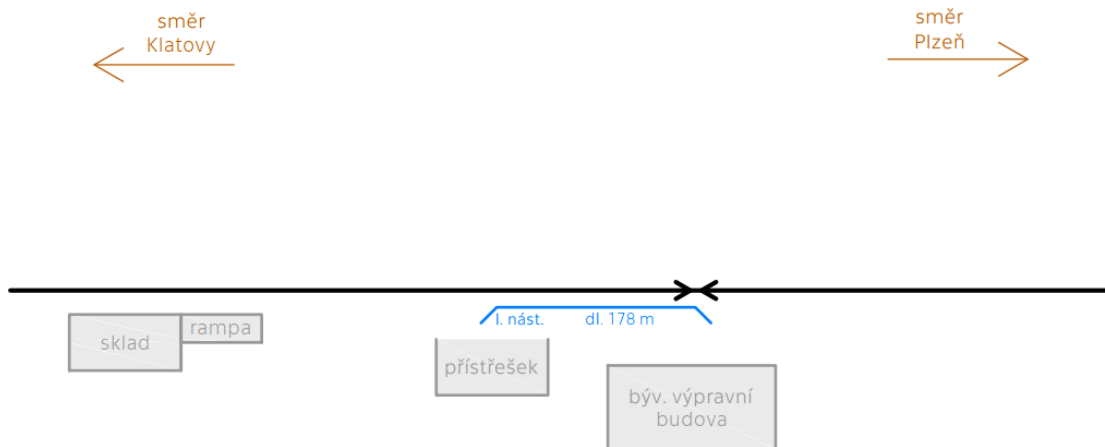 směr
Klatovy
směr
Plzeň
I. nást. dl. 178 m
rampa
sklad
přístřešek
býv. výpravní
budova